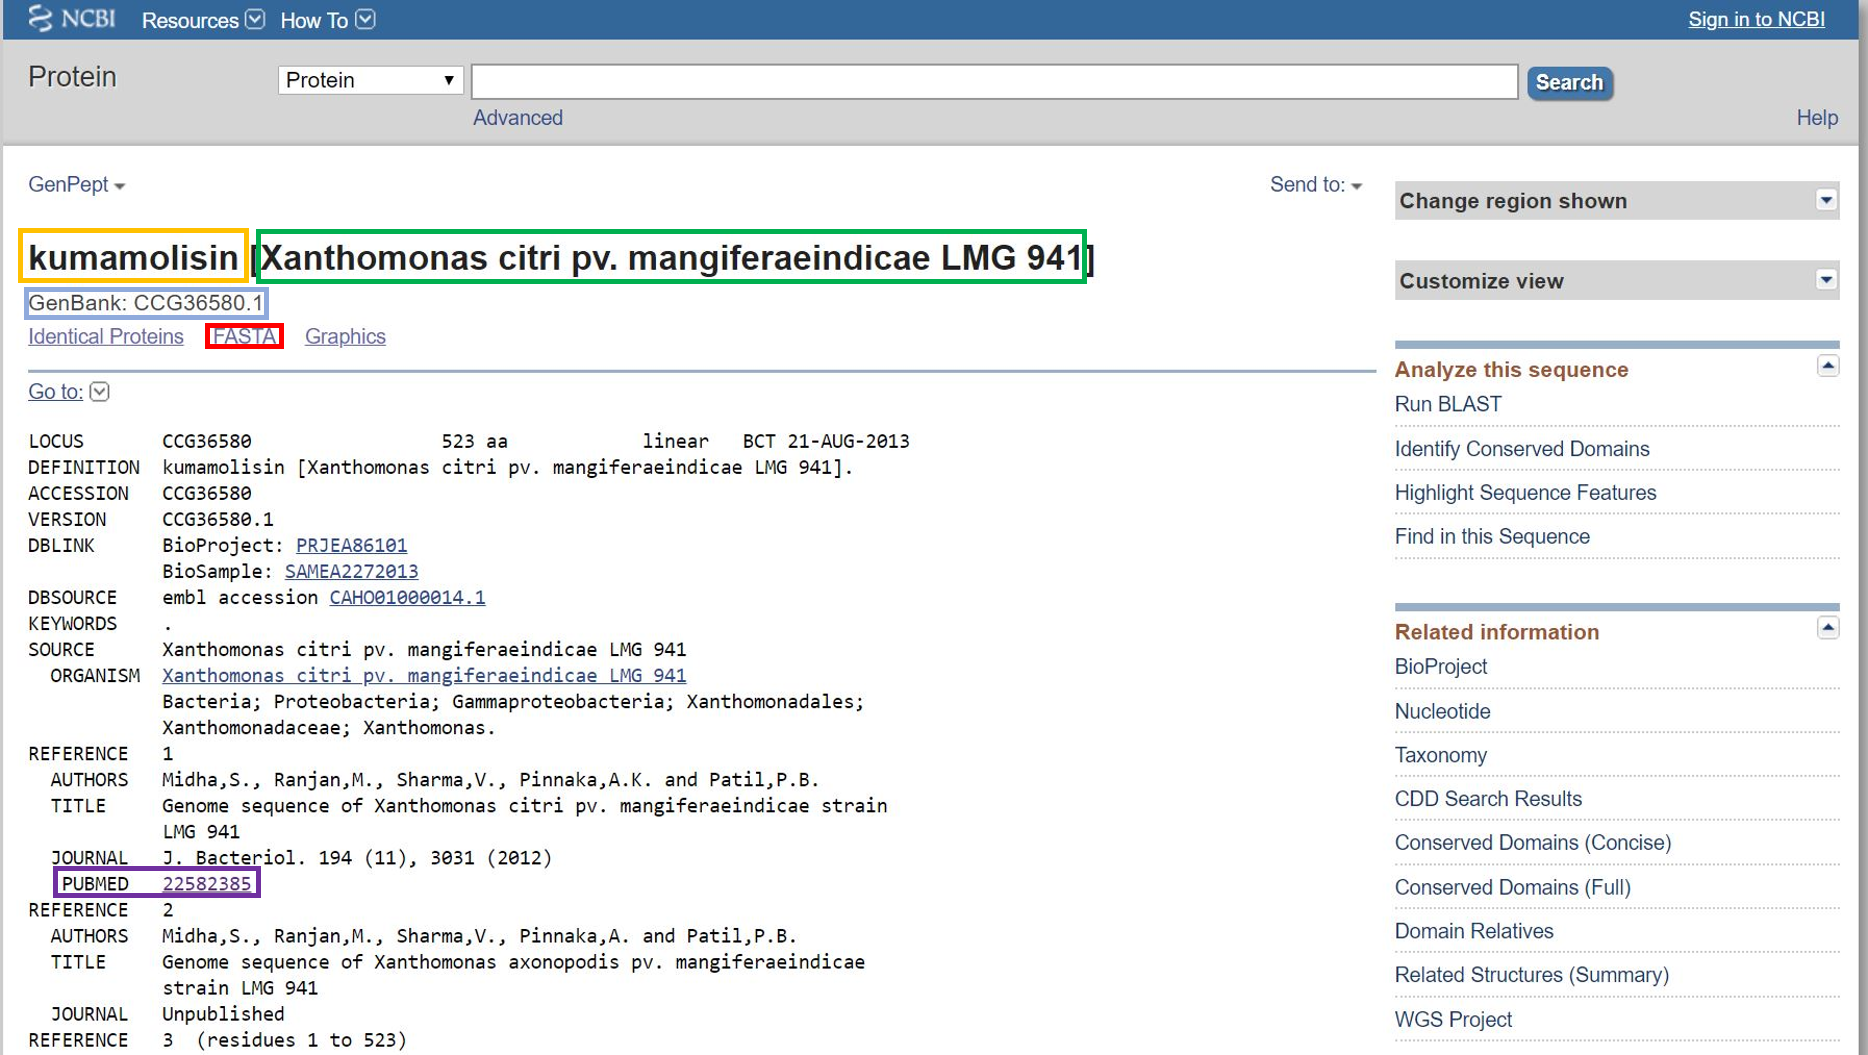 NCBI Resources How To Sign in to NCBI
Protein Protein Search
Advanced Help
GenPept Send to:
kumamolisin [Xanthomonas citri pv. mangiferaeindicae LMG 941]
GenBank: CCG36580.1
Identical Proteins FASTA Graphics
Go to:
LOCUS CCG36580 523 aa linear BCT 21-AUG-2013
DEFINITION kumamolisin [Xanthomonas citri pv. mangiferaeindicae LMG 941].
ACCESSION CCG36580
VERSION CCG36580.1
DBLINK BioProject: PRJEA86101
BioSample: SAMEA2272013
DBSOURCE embl accession CAHO01000014.1
KEYWORDS .
SOURCE Xanthomonas citri pv. mangiferaeindicae LMG 941
ORGANISM Xanthomonas citri pv. mangiferaeindicae LMG 941
Bacteria; Proteobacteria; Gammaproteobacteria; Xanthomonadales;
Xanthomonadaceae; Xanthomonas.
REFERENCE 1
AUTHORS Midha,S., Ranjan,M., Sharma,V., Pinnaka,A.K. and Patil,P.B.
TITLE Genome sequence of Xanthomonas citri pv. mangiferaeindicae strain
LMG 941
JOURNAL J. Bacteriol. 194 (11), 3031 (2012)
PUBMED 22582385
REFERENCE 2
AUTHORS Midha,S., Ranjan,M., Sharma,V., Pinnaka,A. and Patil,P.B.
TITLE Genome sequence of Xanthomonas axonopodis pv. mangiferaeindicae
strain LMG 941
JOURNAL Unpublished
REFERENCE 3 (residues 1 to 523)
Change region shown
Customize view
Analyze this sequence
Run BLAST
Identify Conserved Domains
Highlight Sequence Features
Find in this Sequence
Related information
BioProject
Nucleotide
Taxonomy
CDD Search Results
Conserved Domains (Concise)
Conserved Domains (Full)
Domain Relatives
Related Structures (Summary)
WGS Project